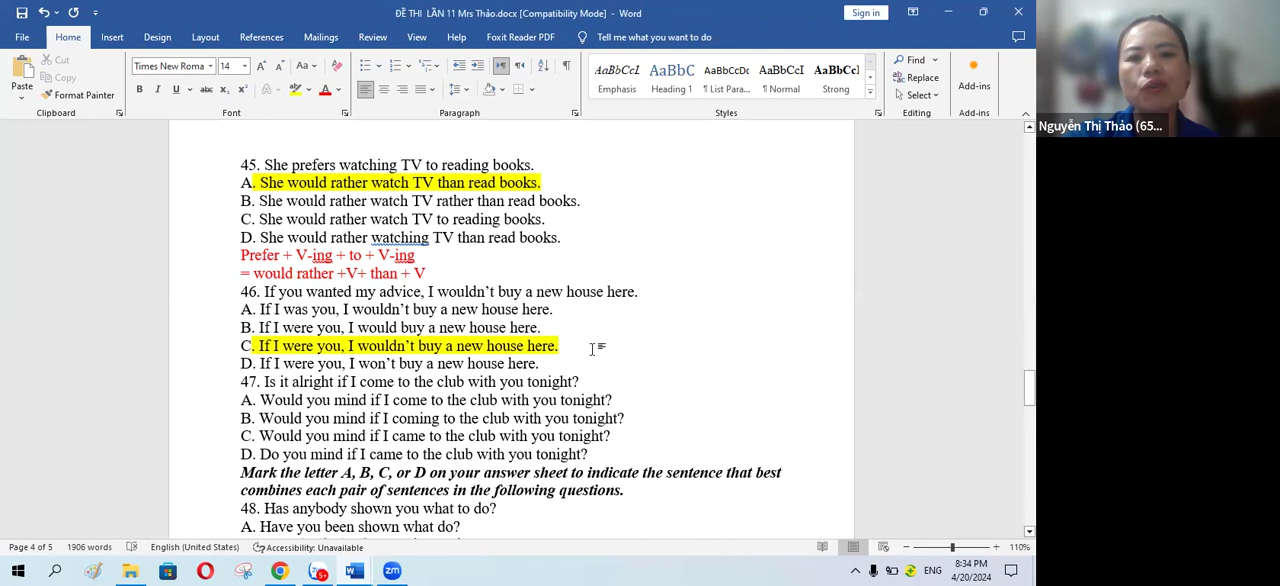 ĐỀ THI LẦN 11 Mrs Thảo.docx [Compatibility Mode] - Word
Sign in
File Home Insert Design Layout References Mailings Review View Help Foxit Reader PDF Tell me what you want to do
Paste
Cut
Copy
Format Painter
Clipboard
Times New Roma 14
Font
Paragraph
AaBbCcI AaBbC AaBbCcDc AaBbCcI AaBbCcI
Emphasis Heading 1 ¶ List Para... ¶ Normal Strong
Styles
Find
Replace
Select
Editing
Add-ins
Add-ins
Nguyễn Thị Thảo (65...
45. She prefers watching TV to reading books.
A. She would rather watch TV than read books.
B. She would rather watch TV rather than read books.
C. She would rather watch TV to reading books.
D. She would rather watching TV than read books.
Prefer + V-ing + to + V-ing
= would rather +V+ than + V
46. If you wanted my advice, I wouldn’t buy a new house here.
A. If I was you, I wouldn’t buy a new house here.
B. If I were you, I would buy a new house here.
C. If I were you, I wouldn’t buy a new house here.
D. If I were you, I won’t buy a new house here.
47. Is it alright if I come to the club with you tonight?
A. Would you mind if I come to the club with you tonight?
B. Would you mind if I coming to the club with you tonight?
C. Would you mind if I came to the club with you tonight?
D. Do you mind if I came to the club with you tonight?
Mark the letter A, B, C, or D on your answer sheet to indicate the sentence that best
combines each pair of sentences in the following questions.
48. Has anybody shown you what to do?
A. Have you been shown what do?
Page 4 of 5 1906 words English (United States) Accessibility: Unavailable 110%
ENG 8:34 PM
4/20/2024